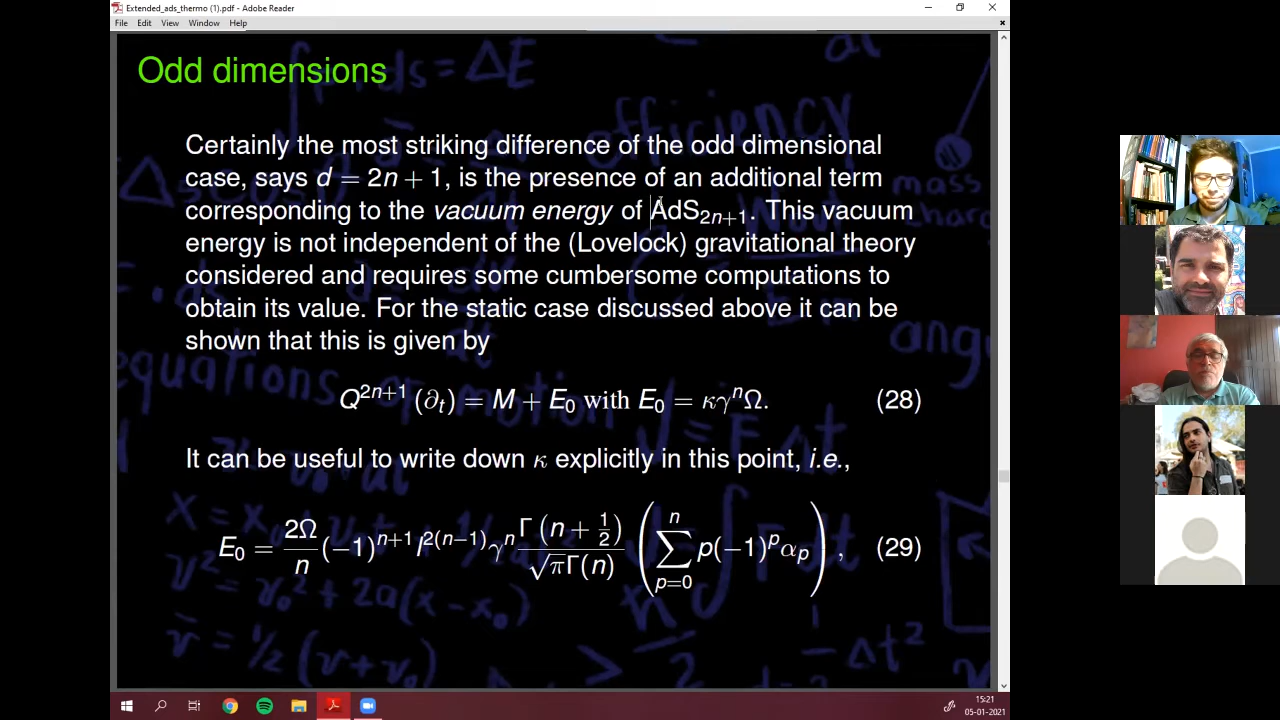 Extended_ads_thermo (1).pdf - Adobe Reader
File Edit View Window Help
Odd dimensions
Certainly the most striking difference of the odd dimensional
case, says d = 2n + 1, is the presence of an additional term
corresponding to the vacuum energy of AdS₂ₙ₊₁. This vacuum
energy is not independent of the (Lovelock) gravitational theory
considered and requires some cumbersome computations to
obtain its value. For the static case discussed above it can be
shown that this is given by
Q²ⁿ⁺¹ (∂ₜ) = M + E₀ with E₀ = κγⁿΩ. (28)
It can be useful to write down κ explicitly in this point, i.e.,
E₀ = 2Ω/n (−1)ⁿ⁺¹ l²⁽ⁿ⁻¹⁾ γⁿ Γ(n + 1/2)/√πΓ(n) (∑ₚ₌₀ⁿ p(−1)ᵖαₚ), (29)
15:21
05-01-2021